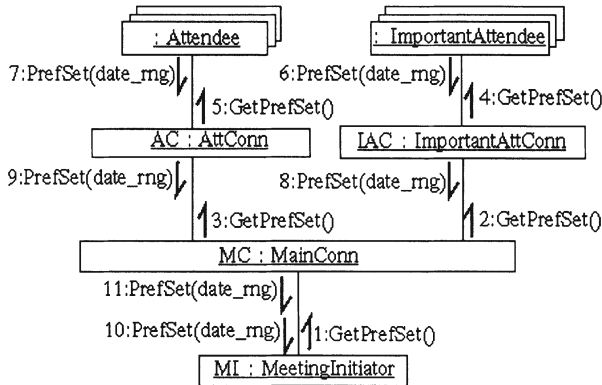 : Attendee
: ImportantAttendee
7:PrefSet(date_rng)
6:PrefSet(date_rng)
5:GetPrefSet()
4:GetPrefSet()
AC : AttConn
IAC : ImportantAttConn
9:PrefSet(date_rng)
8:PrefSet(date_rng)
3:GetPrefSet()
2:GetPrefSet()
MC : MainConn
11:PrefSet(date_rng)
10:PrefSet(date_rng)
1:GetPrefSet()
MI : MeetingInitiator